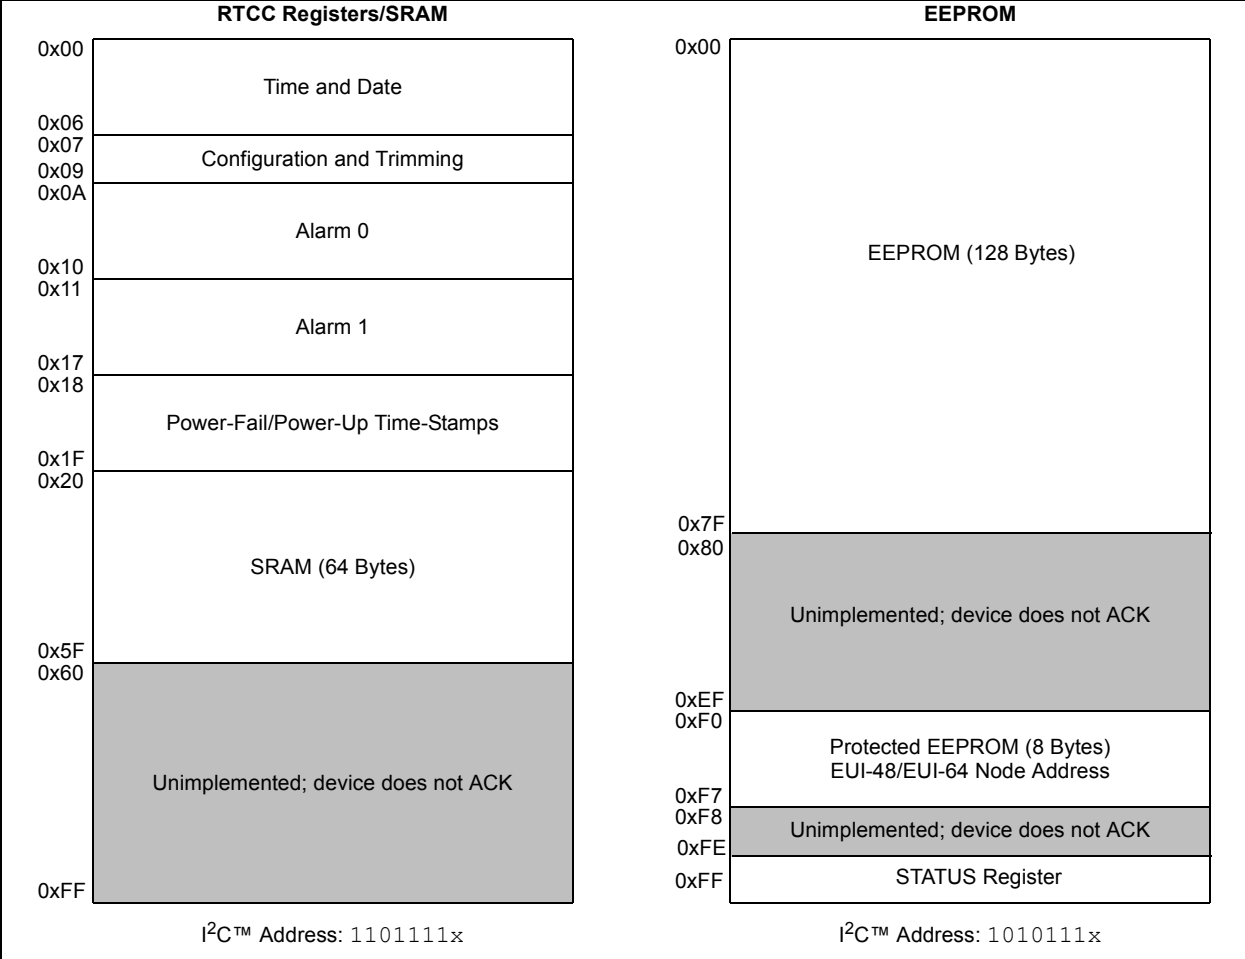 RTCC Registers/SRAM
0x00
Time and Date
0x06
0x07
Configuration and Trimming
0x09
0x0A
Alarm 0
0x10
0x11
Alarm 1
0x17
0x18
Power-Fail/Power-Up Time-Stamps
0x1F
0x20
SRAM (64 Bytes)
0x5F
0x60
Unimplemented; device does not ACK
0xFF
I2C™ Address: 1101111x
EEPROM
0x00
EEPROM (128 Bytes)
0x7F
0x80
Unimplemented; device does not ACK
0xEF
0xF0
Protected EEPROM (8 Bytes)
EUI-48/EUI-64 Node Address
0xF7
0xF8
Unimplemented; device does not ACK
0xFE
0xFF
STATUS Register
I2C™ Address: 1010111x